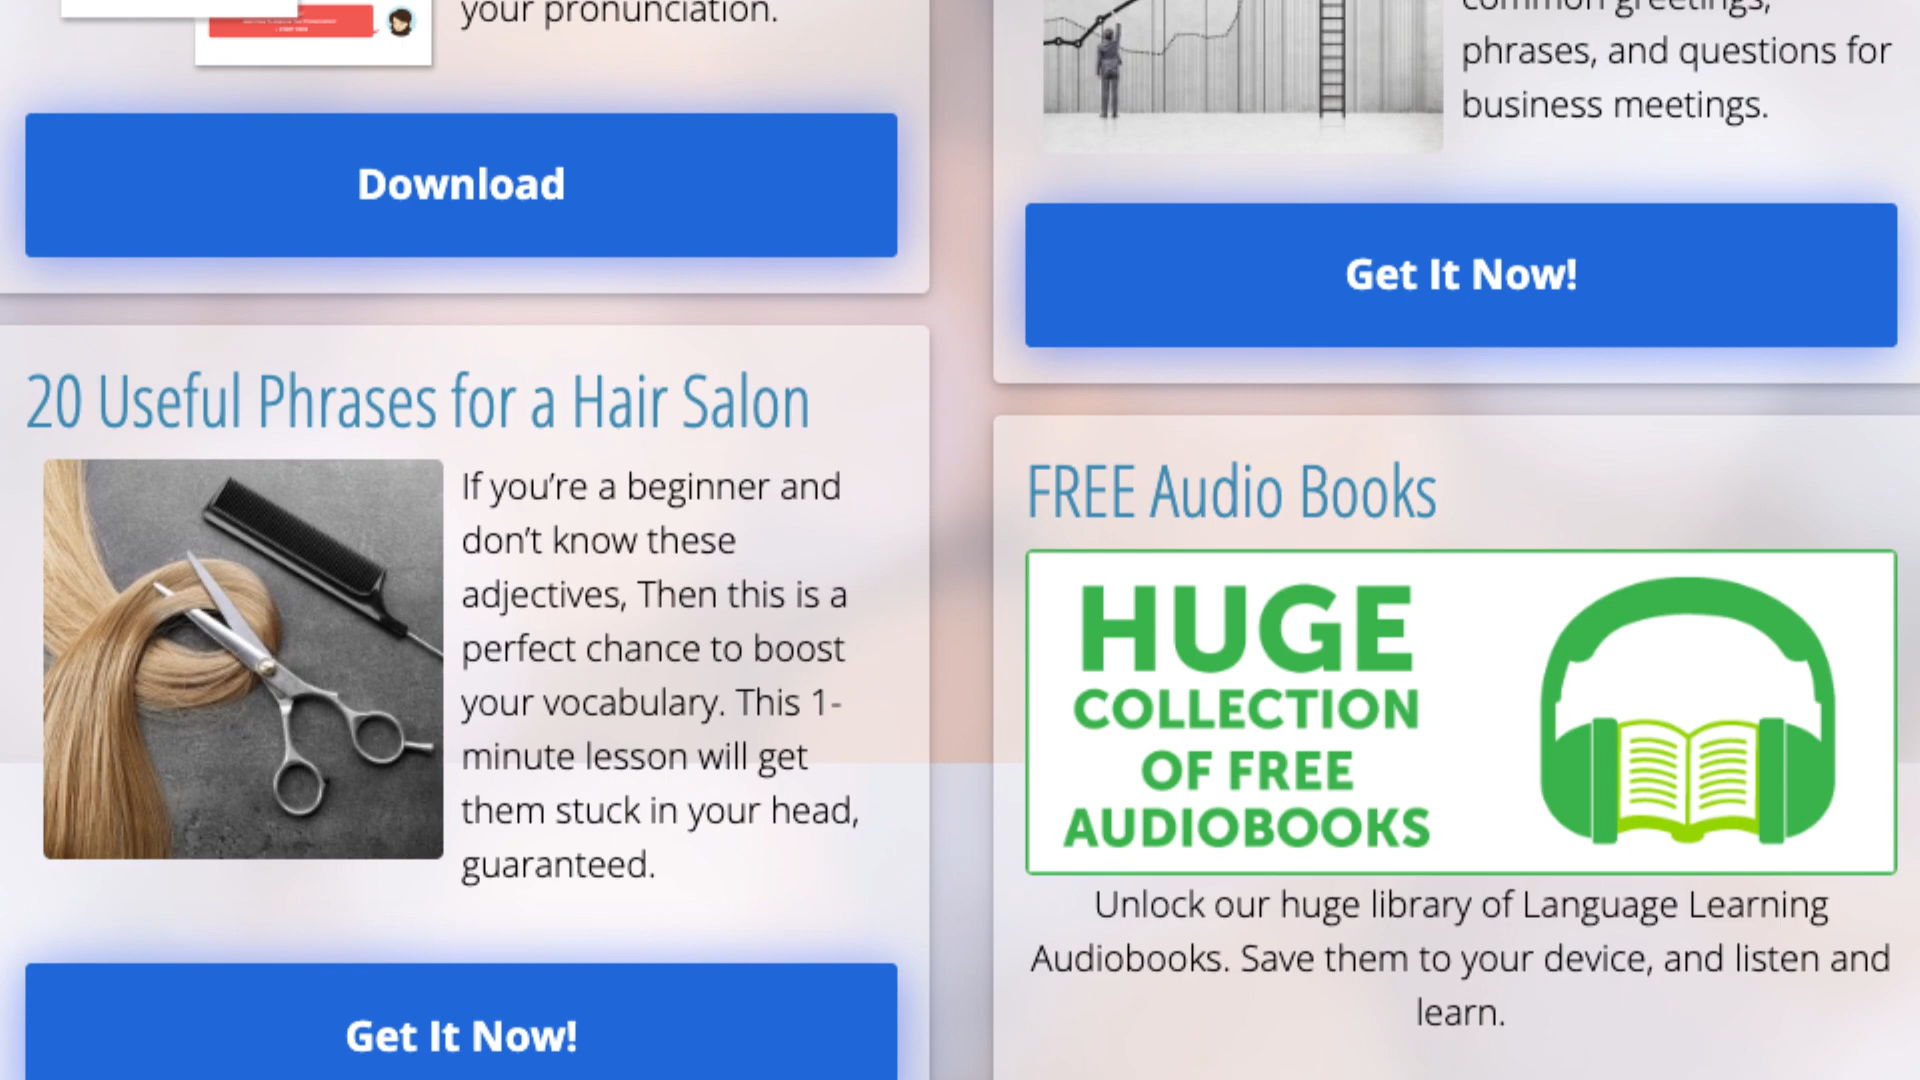 your pronunciation.
Download
20 Useful Phrases for a Hair Salon
If you’re a beginner and
don’t know these
adjectives, Then this is a
perfect chance to boost
your vocabulary. This 1-
minute lesson will get
them stuck in your head,
guaranteed.
Get It Now!
common greetings,
phrases, and questions for
business meetings.
Get It Now!
FREE Audio Books
HUGE
COLLECTION
OF FREE
AUDIOBOOKS
Unlock our huge library of Language Learning
Audiobooks. Save them to your device, and listen and
learn.